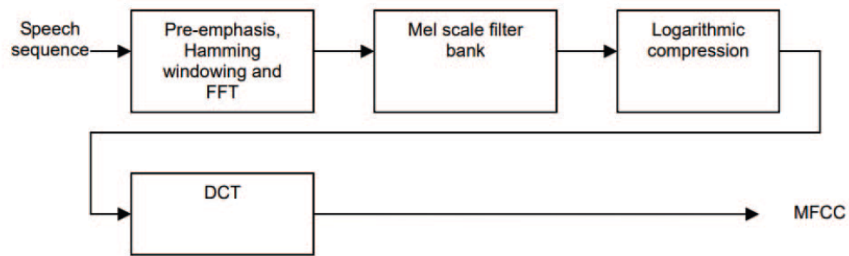 Speech
sequence
Pre-emphasis,
Hamming
windowing and
FFT
Mel scale filter
bank
Logarithmic
compression
DCT
MFCC